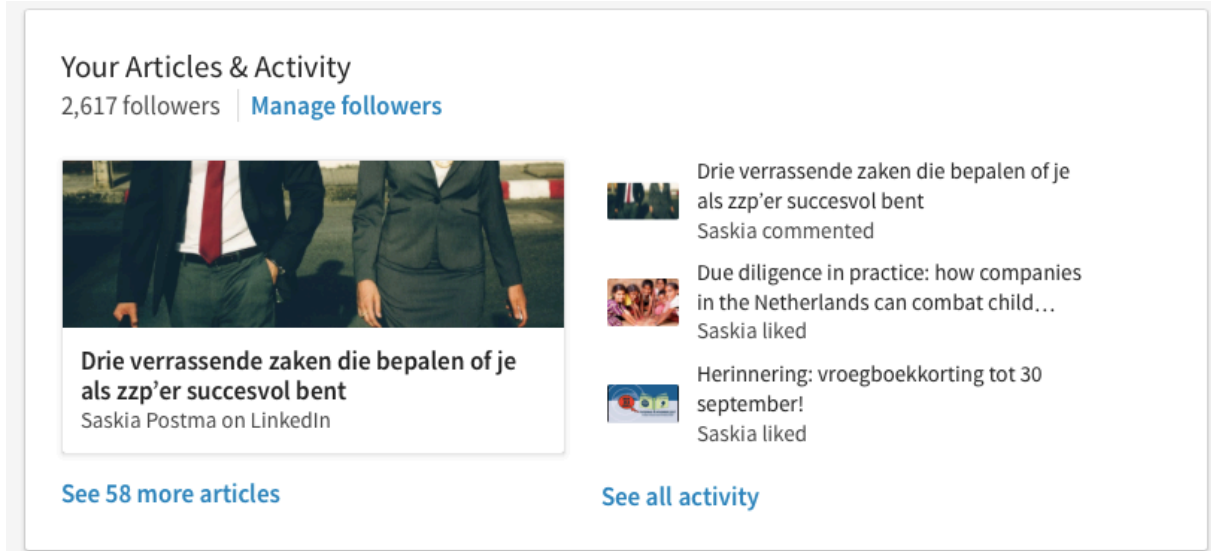 Your Articles & Activity
2,617 followers
Manage followers
Drie verrassende zaken die bepalen of je
als zzp’er succesvol bent
Saskia Postma on LinkedIn
See 58 more articles
Drie verrassende zaken die bepalen of je
als zzp’er succesvol bent
Saskia commented
Due diligence in practice: how companies
in the Netherlands can combat child…
Saskia liked
Herinnering: vroegboekkorting tot 30
september!
Saskia liked
See all activity